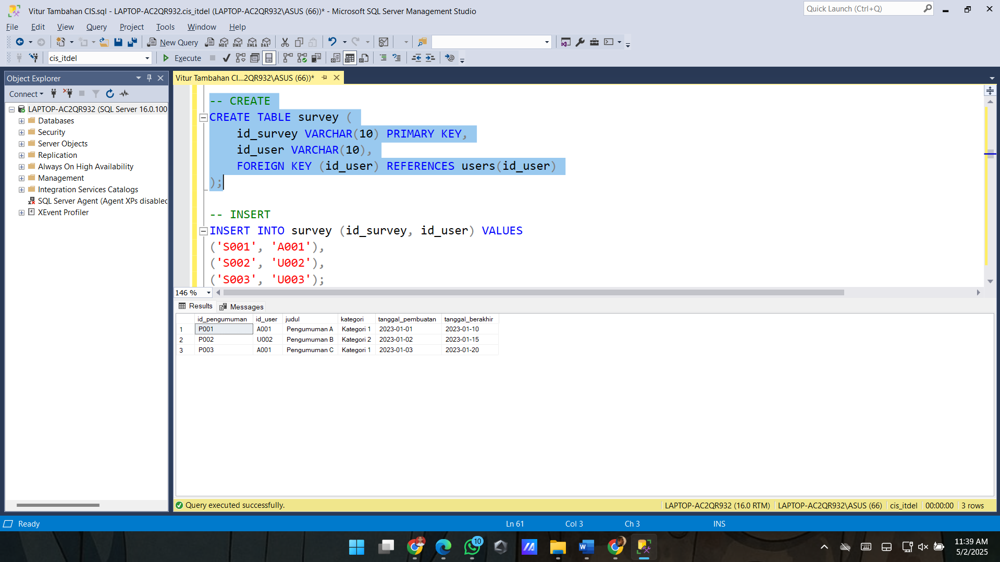 Vitur Tambahan CIS.sql - LAPTOP-AC2QR932.cis_itdel (LAPTOP-AC2QR932\ASUS (66))* - Microsoft SQL Server Management Studio
Quick Launch (Ctrl+Q)
File Edit View Query Project Tools Window Help
New Query MDX DMX XMLA DAX
cis_itdel Execute
Object Explorer
Vitur Tambahan CI...2QR932\ASUS (66))*
Connect
LAPTOP-AC2QR932 (SQL Server 16.0.100
Databases
Security
Server Objects
Replication
Always On High Availability
Management
Integration Services Catalogs
SQL Server Agent (Agent XPs disabled
XEvent Profiler
-- CREATE
CREATE TABLE survey (
id_survey VARCHAR(10) PRIMARY KEY,
id_user VARCHAR(10),
FOREIGN KEY (id_user) REFERENCES users(id_user)
);
-- INSERT
INSERT INTO survey (id_survey, id_user) VALUES
('S001', 'A001'),
('S002', 'U002'),
('S003', 'U003');
146 %
Results Messages
id_pengumuman id_user judul kategori tanggal_pembuatan tanggal_berakhir
1 P001 A001 Pengumuman A Kategori 1 2023-01-01 2023-01-10
2 P002 U002 Pengumuman B Kategori 2 2023-01-02 2023-01-15
3 P003 A001 Pengumuman C Kategori 1 2023-01-03 2023-01-20
Query executed successfully. LAPTOP-AC2QR932 (16.0 RTM) LAPTOP-AC2QR932\ASUS (66) cis_itdel 00:00:00 3 rows
Ready Ln 61 Col 3 Ch 3 INS
10
11:39 AM
5/2/2025